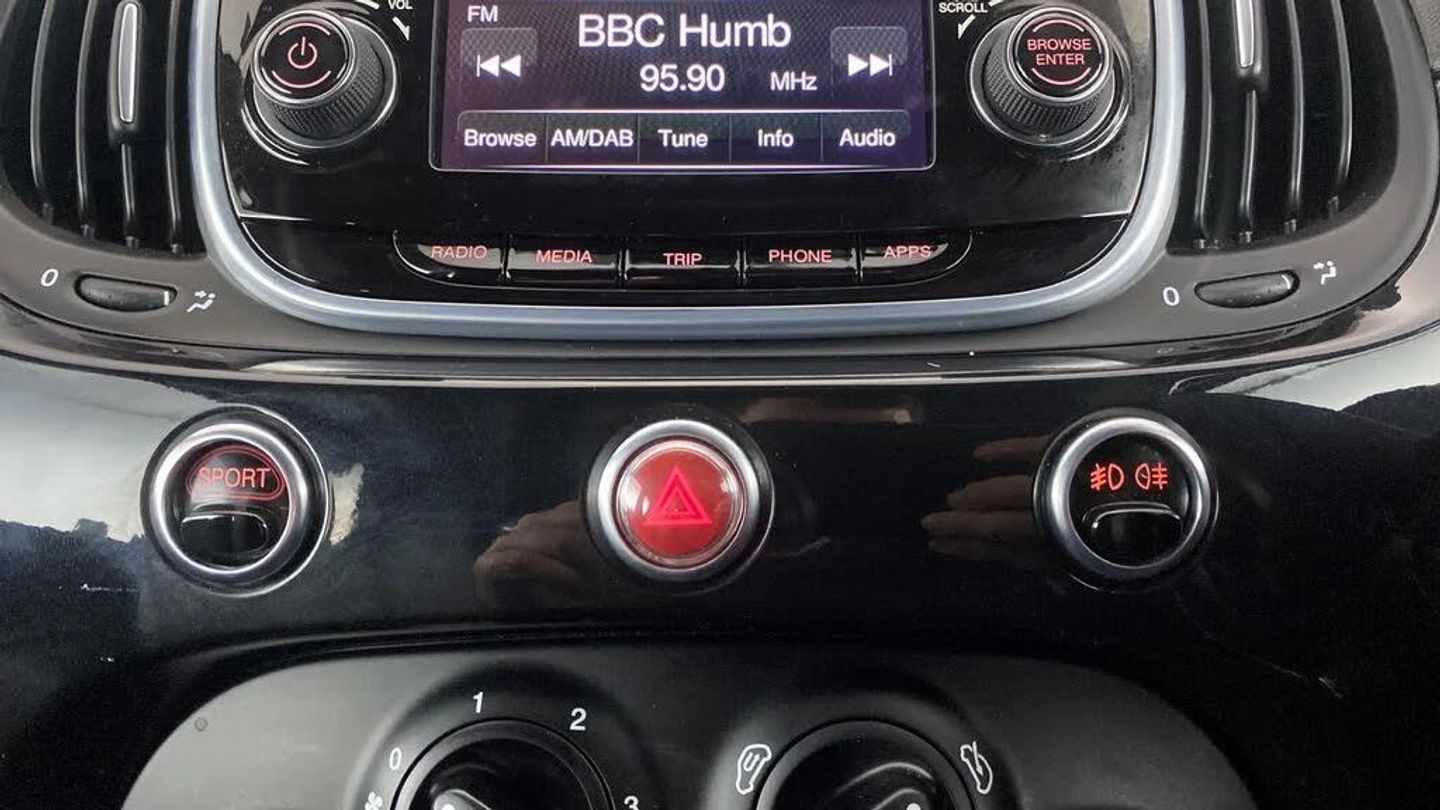 VOL
SCROLL
FM
BBC Humb
95.90 MHz
BROWSE
ENTER
Browse AM/DAB Tune Info Audio
RADIO MEDIA TRIP PHONE APPS
0
0
SPORT
1
2
0
3